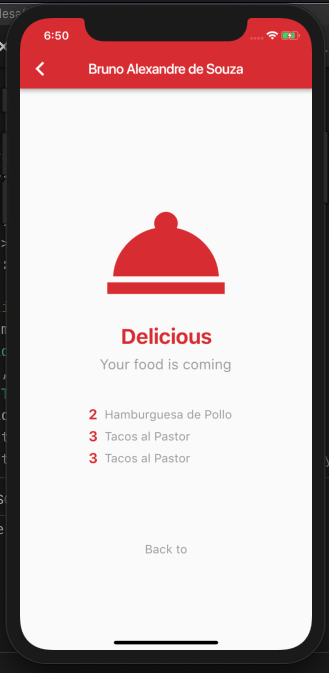 6:50
Bruno Alexandre de Souza
Delicious
Your food is coming
2 Hamburguesa de Pollo
3 Tacos al Pastor
3 Tacos al Pastor
Back to